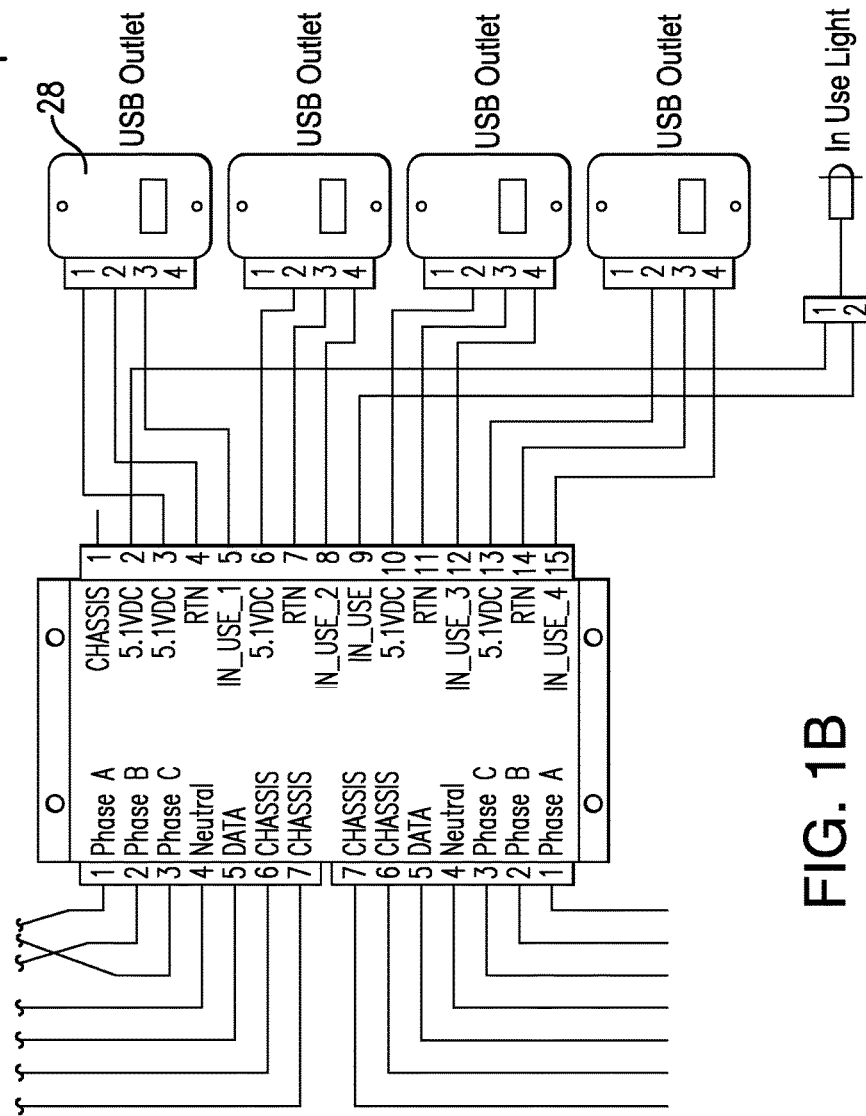 28
USB Outlet
USB Outlet
USB Outlet
USB Outlet
In Use Light
1
2
3
4
1
2
3
4
1
2
3
4
1
2
3
4
1
2
CHASSIS 1
5.1VDC 2
5.1VDC 3
RTN 4
IN_USE_1 5
5.1VDC 6
RTN 7
IN_USE_2 8
IN_USE 9
5.1VDC 10
RTN 11
IN_USE_3 12
5.1VDC 13
RTN 14
IN_USE_4 15
1 Phase A
2 Phase B
3 Phase C
4 Neutral
5 DATA
6 CHASSIS
7 CHASSIS
7 CHASSIS
6 CHASSIS
5 DATA
4 Neutral
3 Phase C
2 Phase B
1 Phase A
FIG. 1B